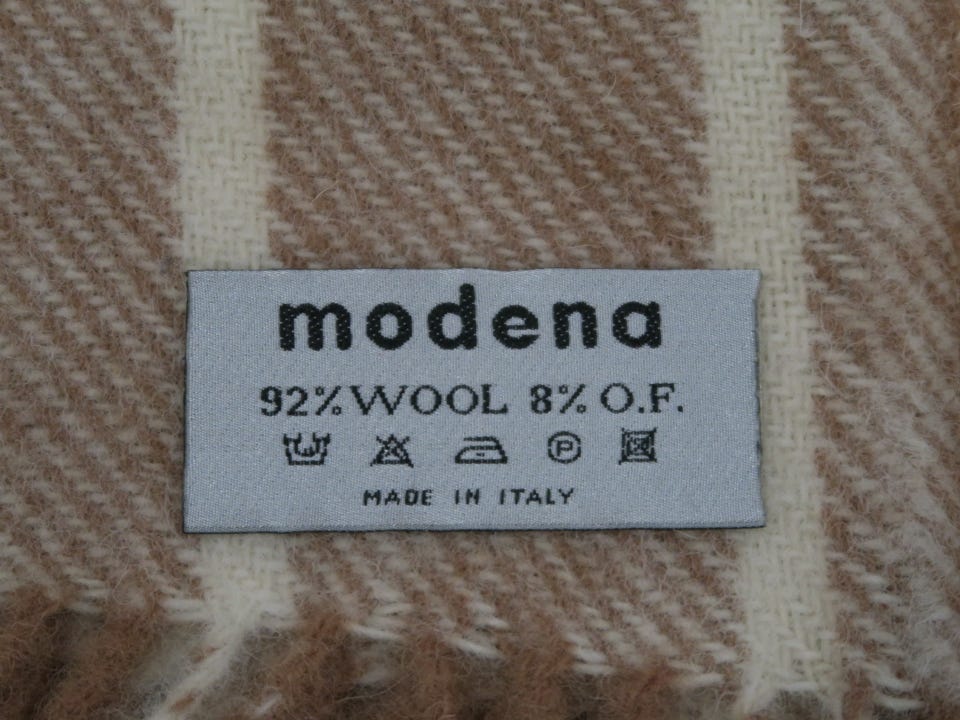 modena
92% WOOL 8% O.F.
P
MADE IN ITALY